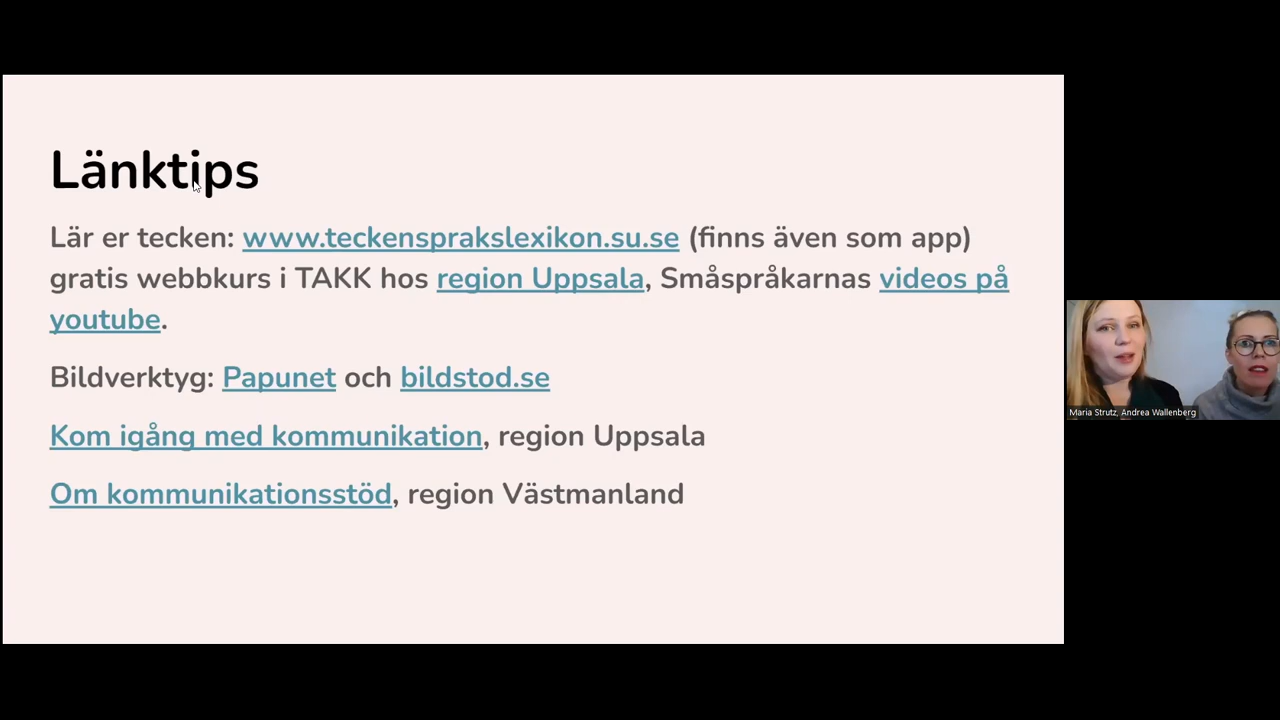 Länktips
Lär er tecken: www.teckensprakslexikon.su.se (finns även som app)
gratis webbkurs i TAKK hos region Uppsala, Småspråkarnas videos på
youtube.
Bildverktyg: Papunet och bildstod.se
Kom igång med kommunikation, region Uppsala
Om kommunikationsstöd, region Västmanland
Maria Strutz, Andrea Wallenberg